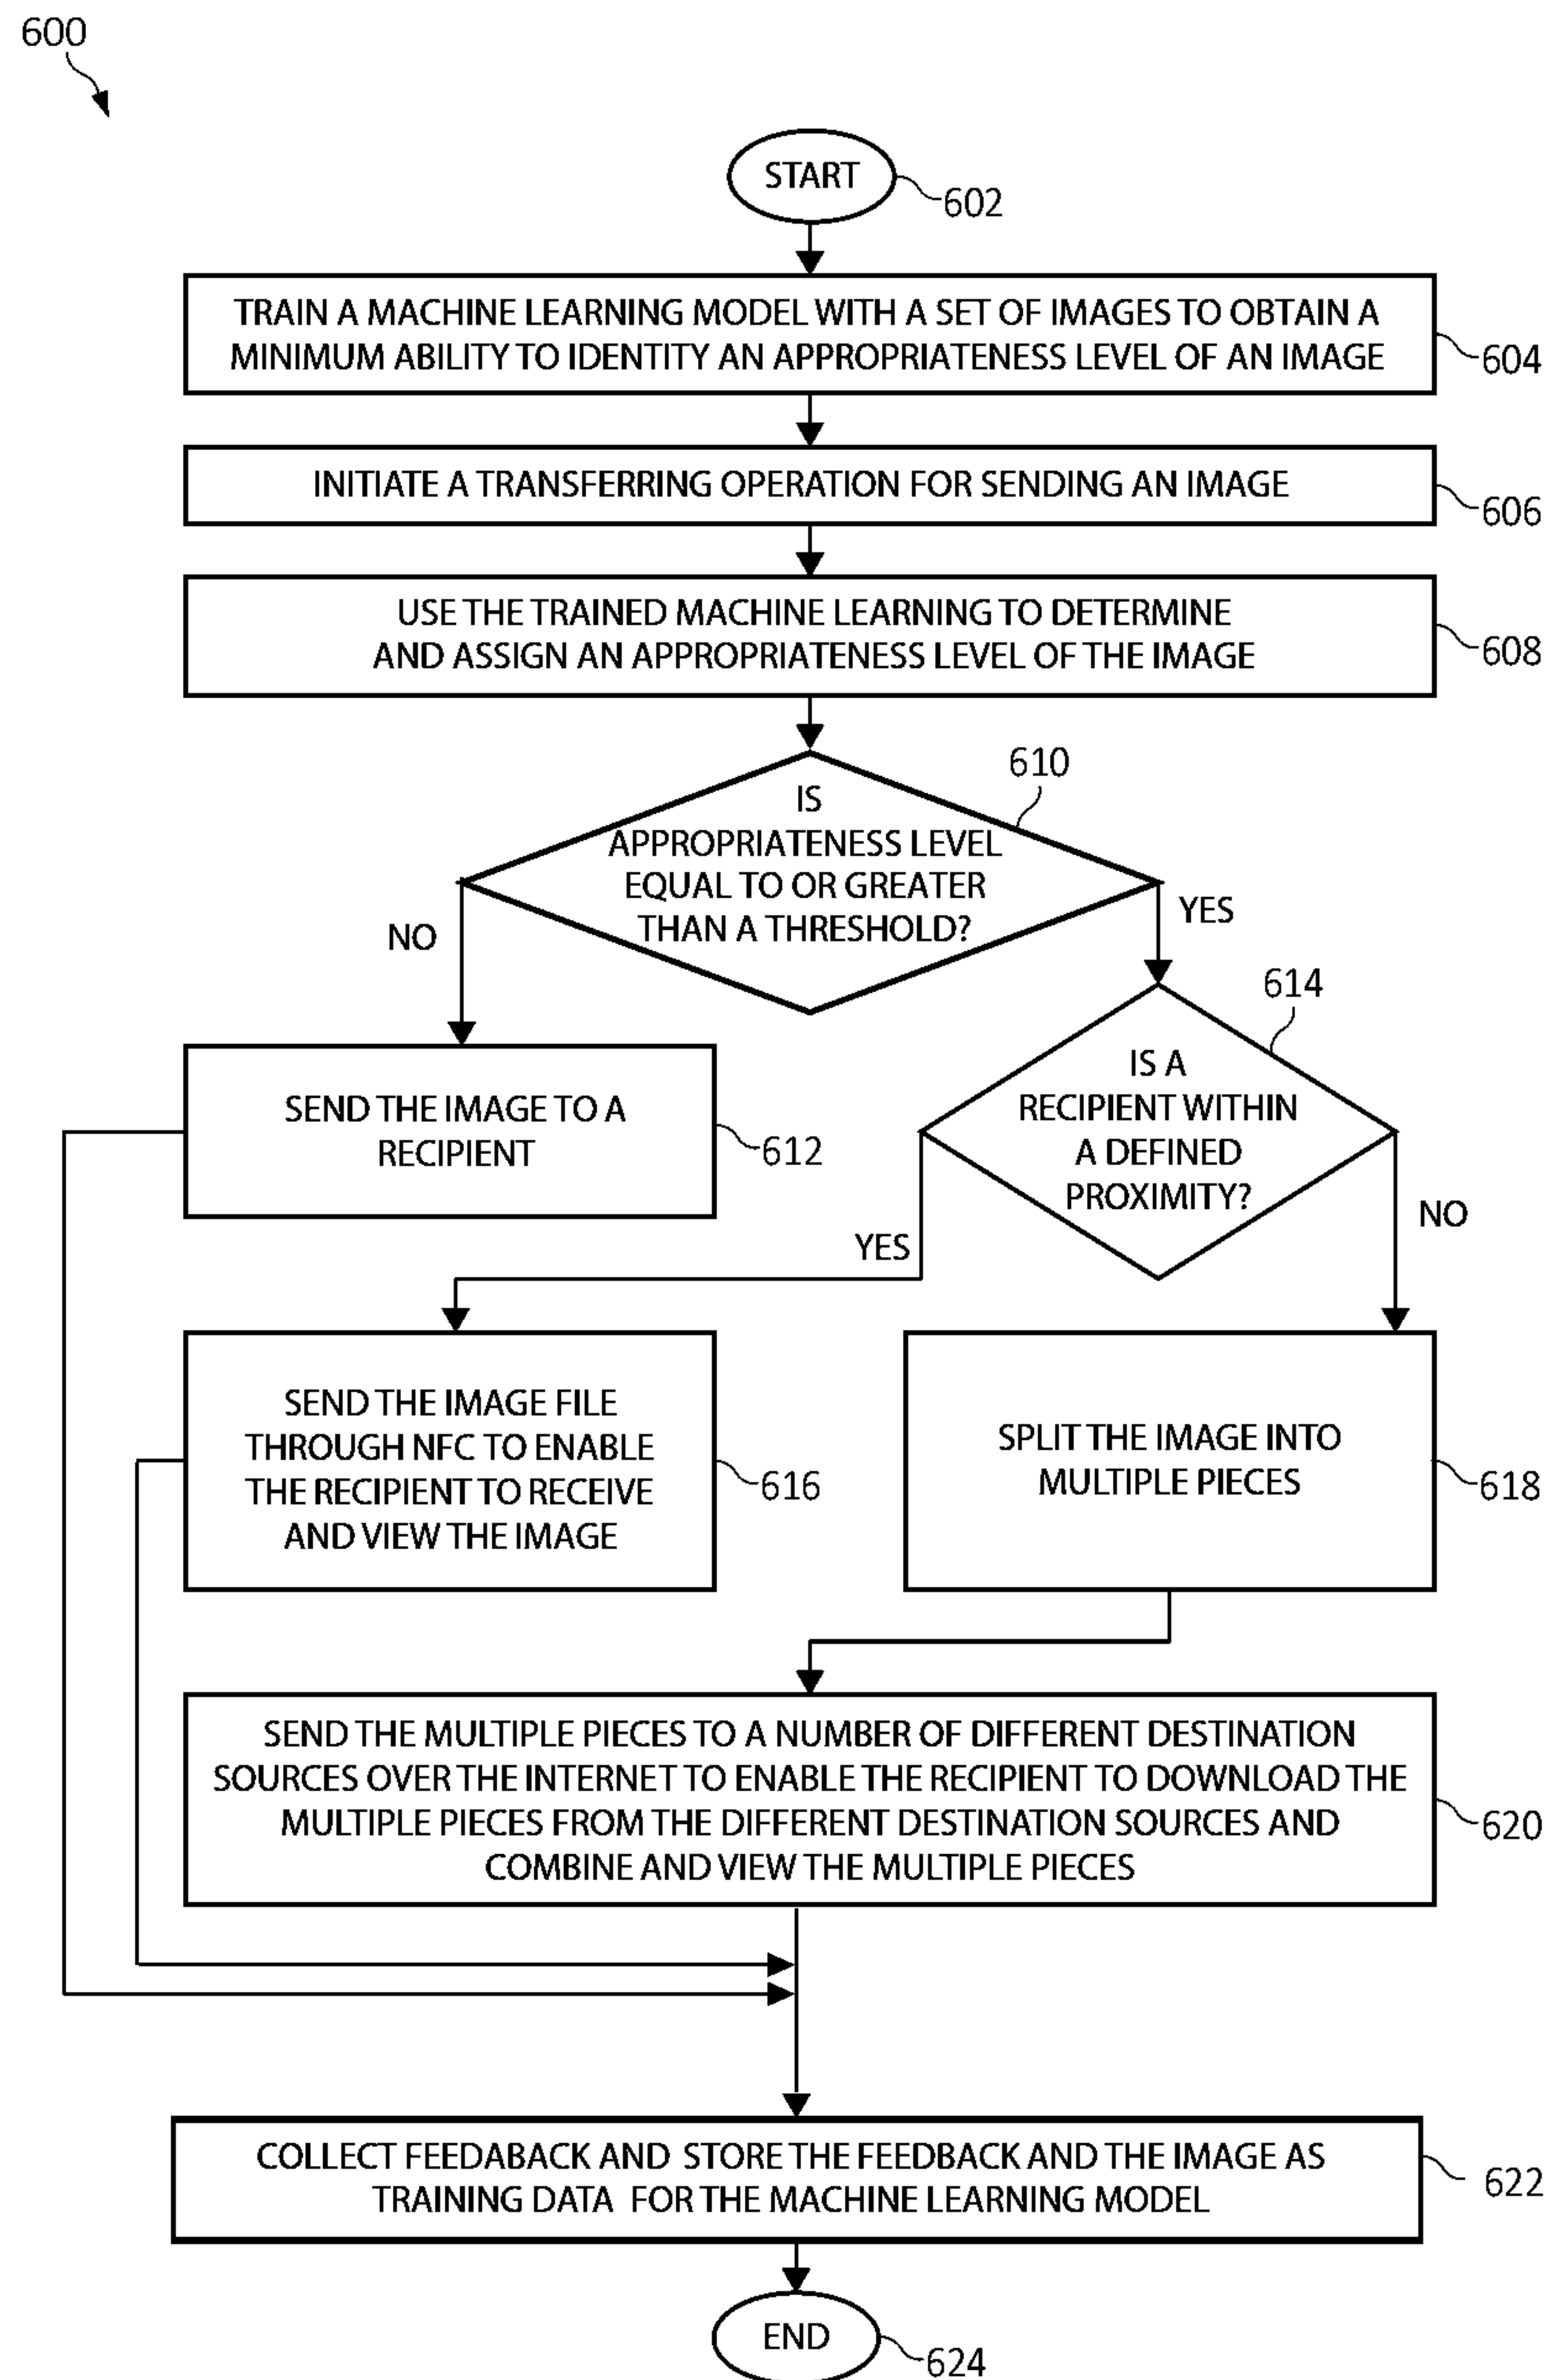 600
START
602
TRAIN A MACHINE LEARNING MODEL WITH A SET OF IMAGES TO OBTAIN A
MINIMUM ABILITY TO IDENTITY AN APPROPRIATENESS LEVEL OF AN IMAGE
604
INITIATE A TRANSFERRING OPERATION FOR SENDING AN IMAGE
606
USE THE TRAINED MACHINE LEARNING TO DETERMINE
AND ASSIGN AN APPROPRIATENESS LEVEL OF THE IMAGE
608
610
IS
APPROPRIATENESS LEVEL
EQUAL TO OR GREATER
THAN A THRESHOLD?
NO
YES
614
IS A
RECIPIENT WITHIN
A DEFINED
PROXIMITY?
SEND THE IMAGE TO A
RECIPIENT
612
YES
NO
SEND THE IMAGE FILE
THROUGH NFC TO ENABLE
THE RECIPIENT TO RECEIVE
AND VIEW THE IMAGE
616
SPLIT THE IMAGE INTO
MULTIPLE PIECES
618
SEND THE MULTIPLE PIECES TO A NUMBER OF DIFFERENT DESTINATION
SOURCES OVER THE INTERNET TO ENABLE THE RECIPIENT TO DOWNLOAD THE
MULTIPLE PIECES FROM THE DIFFERENT DESTINATION SOURCES AND
COMBINE AND VIEW THE MULTIPLE PIECES
620
COLLECT FEEDABACK AND STORE THE FEEDBACK AND THE IMAGE AS
TRAINING DATA FOR THE MACHINE LEARNING MODEL
622
END
624